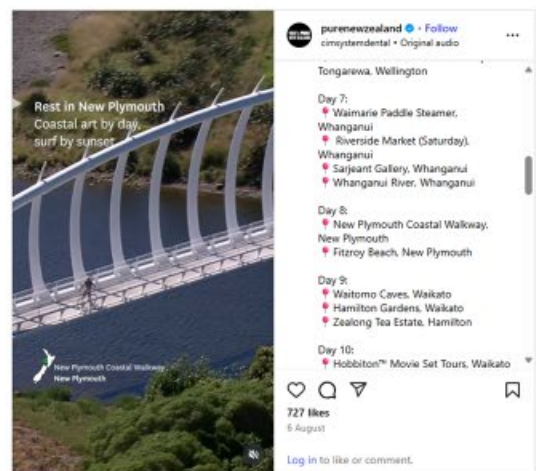 Rest in New Plymouth
Coastal art by day,
surf by sunset
New Plymouth Coastal Walkway
New Plymouth
purenewzealand • Follow
cimsystemdental • Original audio
Tongarewa, Wellington
Day 7:
Waimarie Paddle Steamer,
Whanganui
Riverside Market (Saturday),
Whanganui
Sarjeant Gallery, Whanganui
Whanganui River, Whanganui
Day 8:
New Plymouth Coastal Walkway,
New Plymouth
Fitzroy Beach, New Plymouth
Day 9:
Waitomo Caves, Waikato
Hamilton Gardens, Waikato
Zealong Tea Estate, Hamilton
Day 10:
Hobbiton™ Movie Set Tours, Waikato
727 likes
6 August
Log in to like or comment.